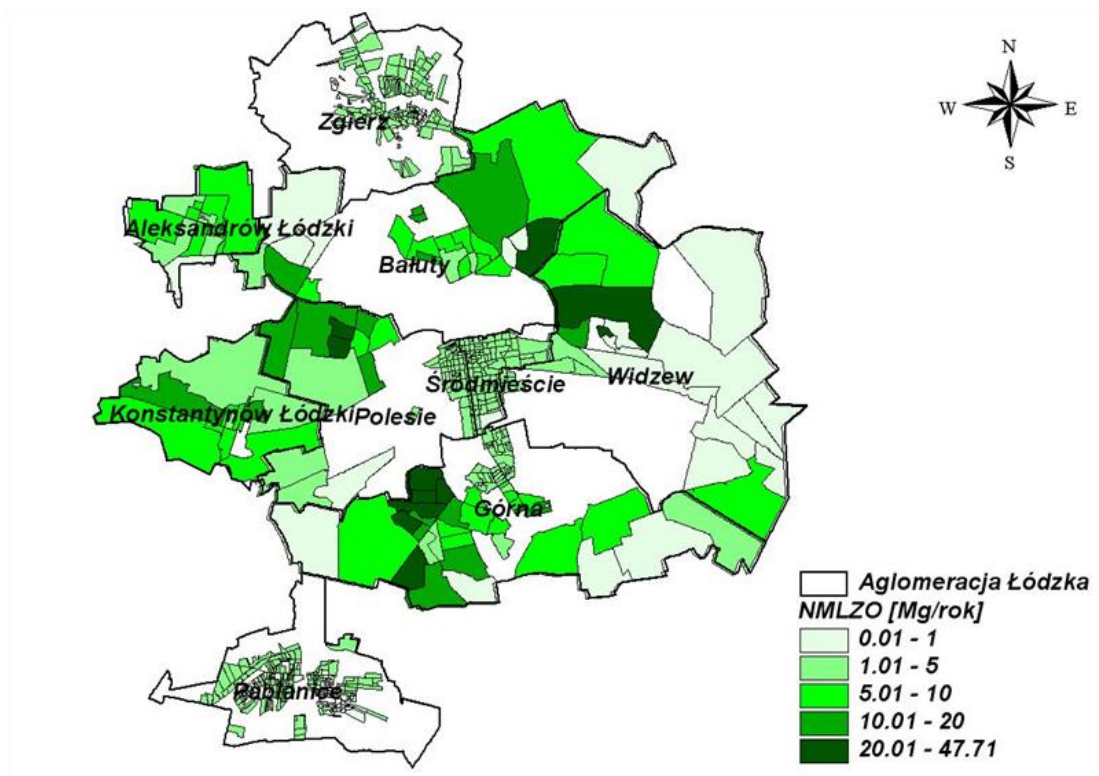 N
W E
S
Zgierz
Aleksandrów Łódzki
Bałuty
Śródmieście
Widzew
Konstantynów Łódzki
Polesie
Górna
Pabianice
Aglomeracja Łódzka
NMLZO [Mg/rok]
0.01 - 1
1.01 - 5
5.01 - 10
10.01 - 20
20.01 - 47.71